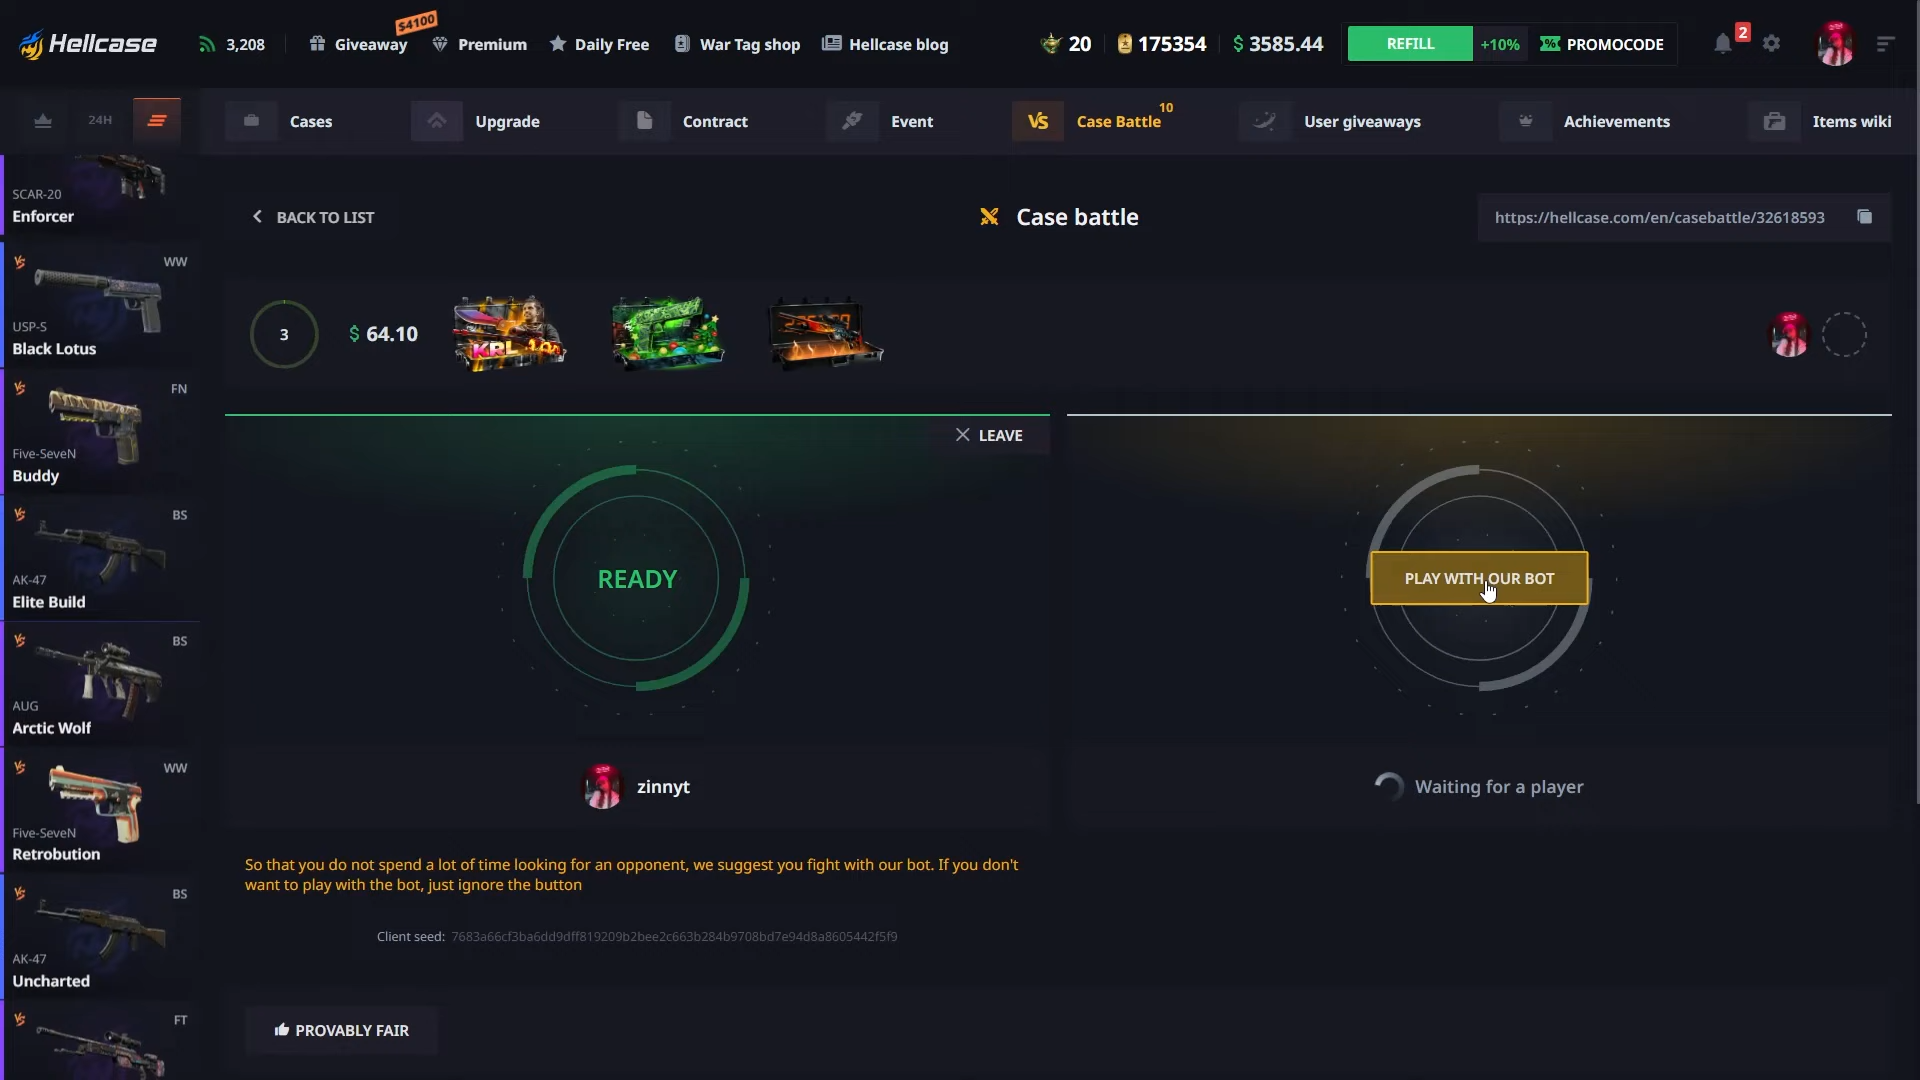 Hellcase
3,208
Giveaway
$4100
Premium
Daily Free
War Tag shop
Hellcase blog
20
175354
$ 3585.44
REFILL
+10%
PROMOCODE
2
24H
Cases
Upgrade
Contract
Event
VS
Case Battle
10
User giveaways
Achievements
Items wiki
SCAR-20
Enforcer
WW
USP-S
Black Lotus
FN
Five-SeveN
Buddy
BS
AK-47
Elite Build
BS
AUG
Arctic Wolf
WW
Five-SeveN
Retrobution
BS
AK-47
Uncharted
FT
BACK TO LIST
Case battle
https://hellcase.com/en/casebattle/32618593
3
$ 64.10
LEAVE
READY
PLAY WITH OUR BOT
zinnyt
Waiting for a player
So that you do not spend a lot of time looking for an opponent, we suggest you fight with our bot. If you don't
want to play with the bot, just ignore the button
Client seed: 7683a66cf3ba6dd9dff819209b2bee2c663b284b9708bd7e94d8a8605442f5f9
PROVABLY FAIR